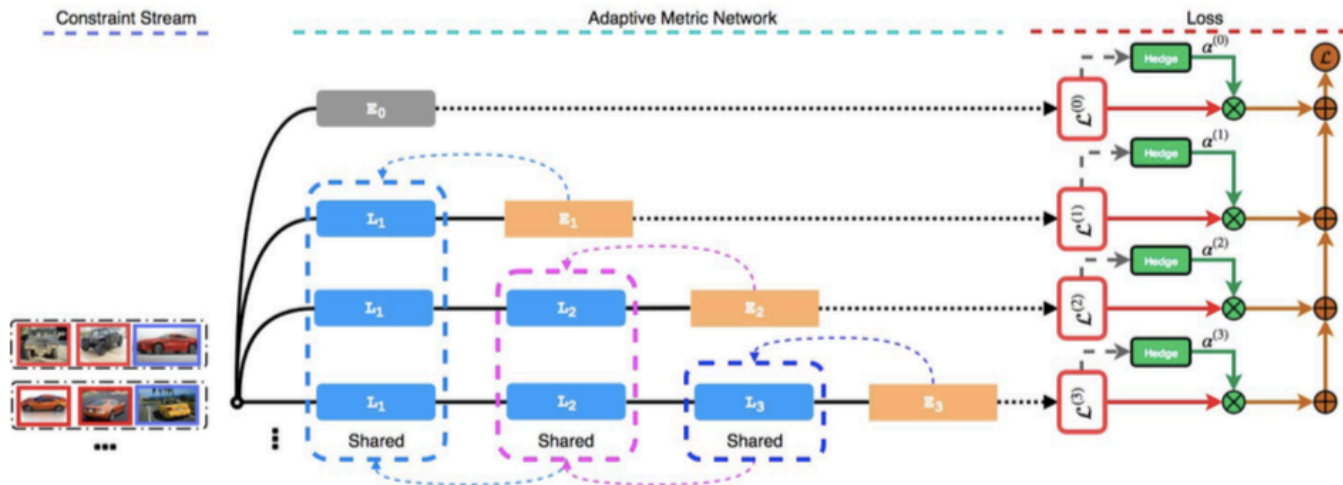 Constraint Stream
Adaptive Metric Network
Loss
Hedge
α⁽⁰⁾
ℒ
E₀
ℒ⁽⁰⁾
Hedge
α⁽¹⁾
L₁
E₁
ℒ⁽¹⁾
Hedge
α⁽²⁾
L₁
L₂
E₂
ℒ⁽²⁾
Hedge
α⁽³⁾
L₁
L₂
L₃
E₃
ℒ⁽³⁾
Shared
Shared
Shared